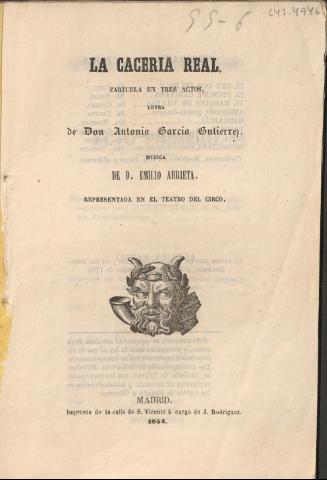 55-6
LA CACERIA REAL.
ZARZUELA EN TRES ACTOS,
LETRA
de Don Antonio Garcia Gutierrez.
MUSICA
DE D. EMILIO ARRIETA.
REPRESENTADA EN EL TEATRO DEL CIRCO.
MADRID.
Imprenta de la calle de S. Vicente á cargo de J. Rodriguez.
1854.